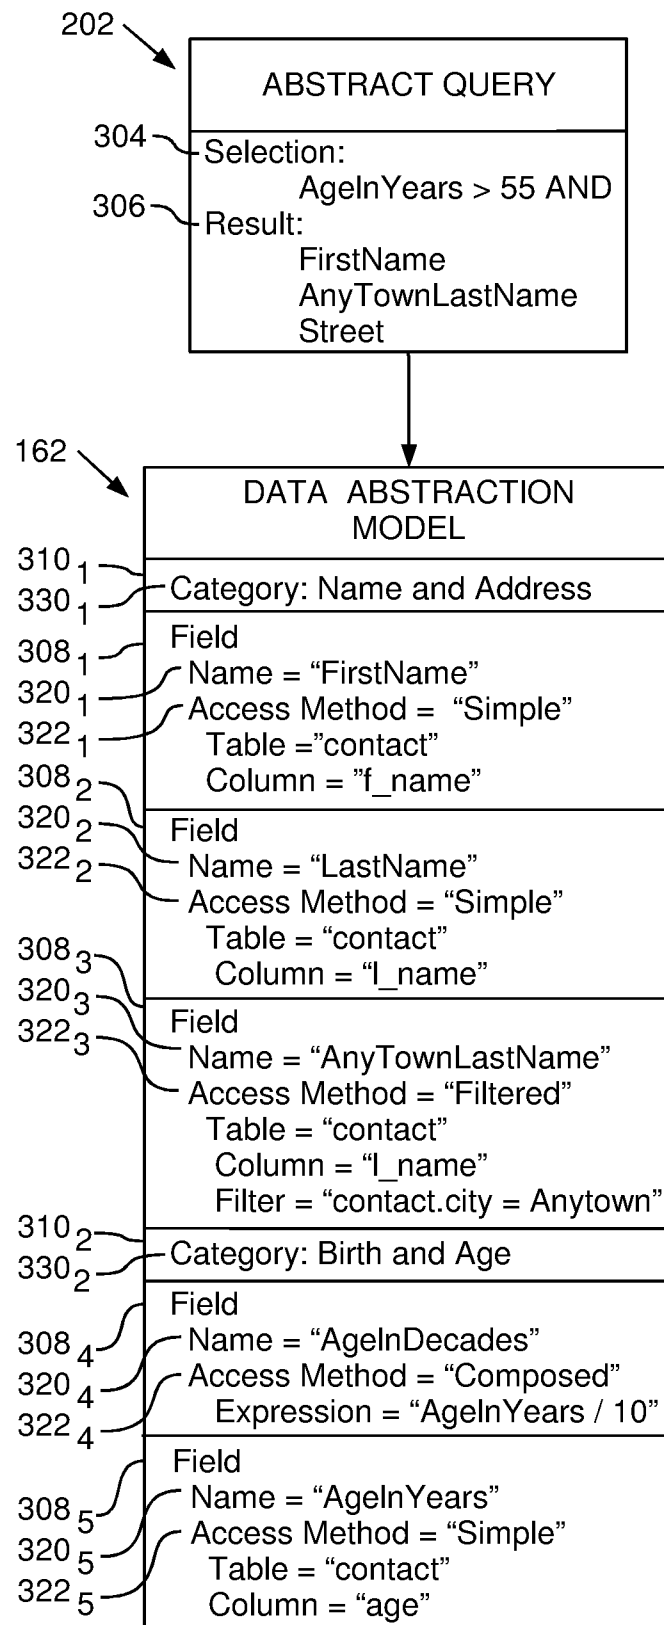 202
ABSTRACT QUERY
304
Selection:
AgeInYears > 55 AND
306
Result:
FirstName
AnyTownLastName
Street
162
DATA ABSTRACTION
MODEL
310 1
330 1
Category: Name and Address
308 1
Field
320 1
Name = “FirstName”
322 1
Access Method = “Simple”
Table =”contact”
Column = ”f_name”
308 2
Field
320 2
Name = “LastName”
322 2
Access Method = “Simple”
Table = “contact”
Column = “l_name”
308 3
Field
320 3
Name = “AnyTownLastName”
322 3
Access Method = “Filtered”
Table = “contact”
Column = “l_name”
Filter = “contact.city = Anytown”
310 2
330 2
Category: Birth and Age
308 4
Field
320 4
Name = “AgeInDecades”
322 4
Access Method = “Composed”
Expression = “AgeInYears / 10”
308 5
Field
320 5
Name = “AgeInYears”
322 5
Access Method = “Simple”
Table = “contact”
Column = “age”